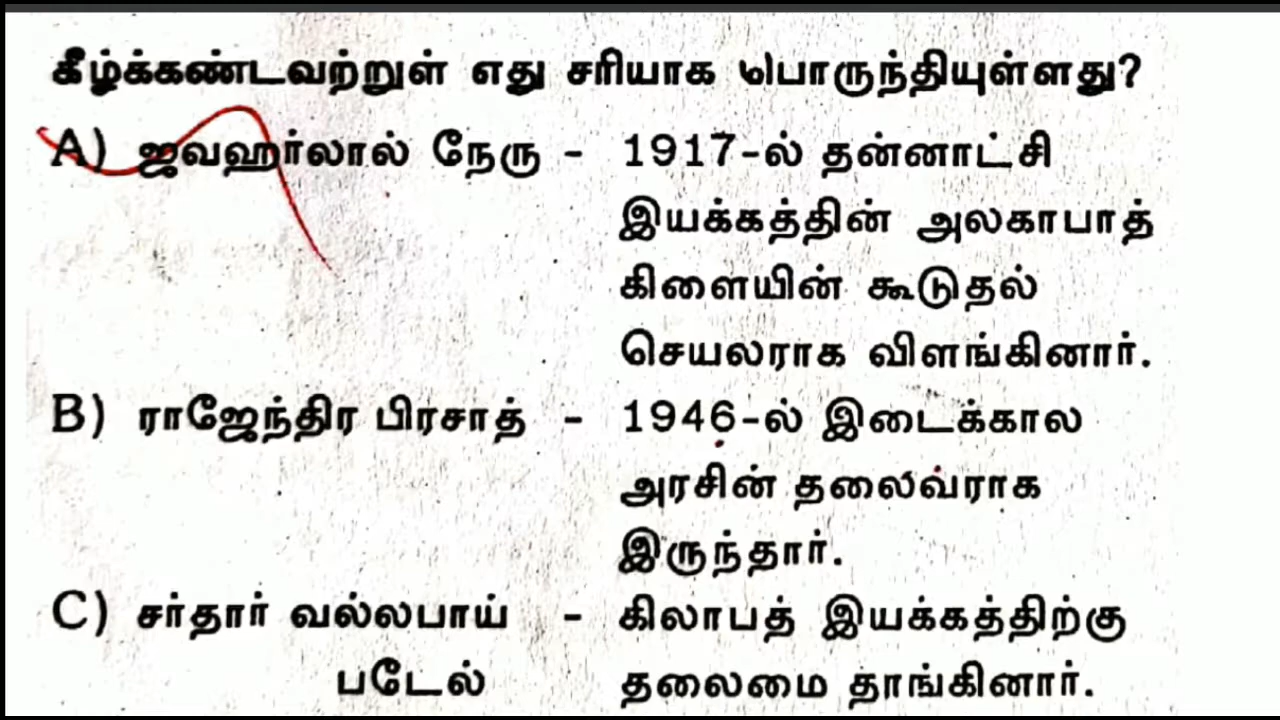 கீழ்க்கண்டவற்றுள் எது சரியாக பொருந்தியுள்ளது?
A) ஜவஹர்லால் நேரு - 1917-ல் தன்னாட்சி
இயக்கத்தின் அலகாபாத்
கிளையின் கூடுதல்
செயலராக விளங்கினார்.
B) ராஜேந்திர பிரசாத் - 1946-ல் இடைக்கால
அரசின் தலைவராக
இருந்தார்.
C) சர்தார் வல்லபாய் - கிலாபத் இயக்கத்திற்கு
படேல் தலைமை தாங்கினார்.